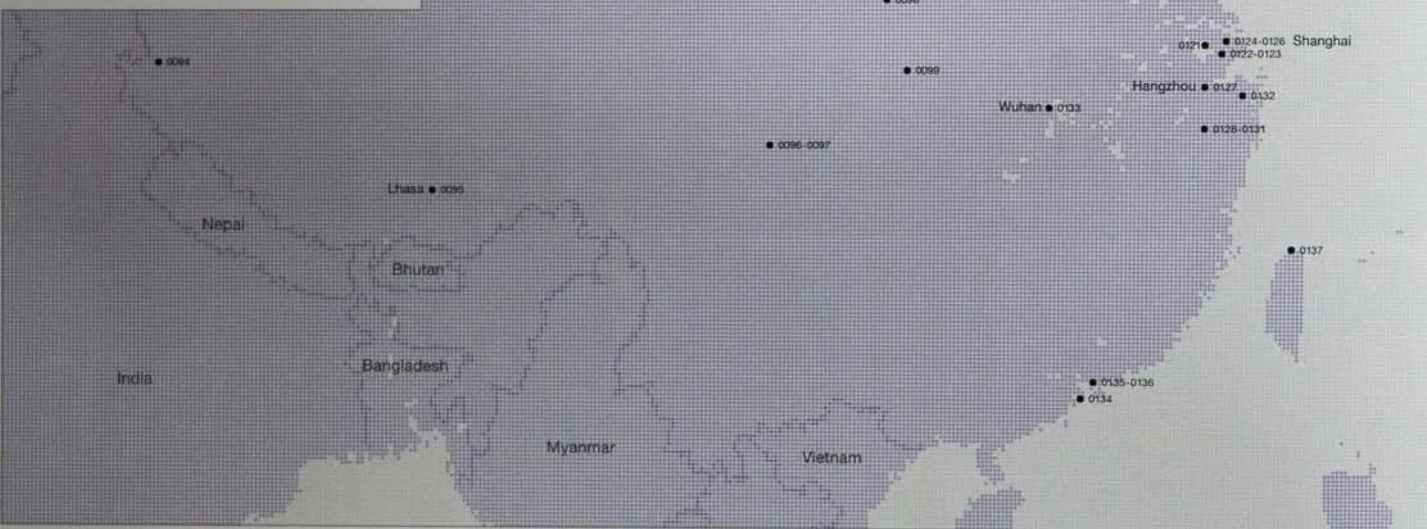 0124-0126 Shanghai
0121
0122-0123
0094
0099
Hangzhou 0127
0132
Wuhan 0133
0128-0131
0096-0097
Lhasa 0095
Nepal
0137
Bhutan
Bangladesh
India
0135-0136
0134
Myanmar
Vietnam